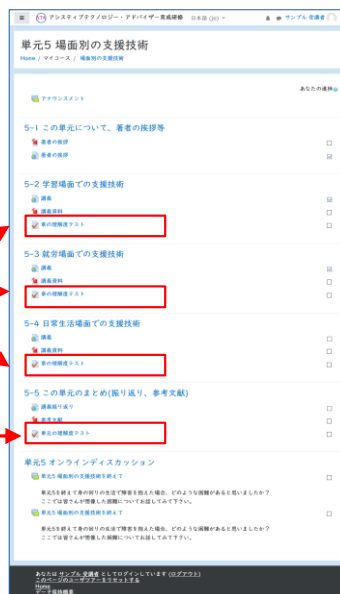 アシスティブテクノロジー・アドバイザー育成研修 日本語 (ja)
サンプル 受講者
単元5 場面別の支援技術
Home / マイコース / 場面別の支援技術
あなたの進捗
アナウンスメント
5-1 この単元について、著者の挨拶等
著者の挨拶
著者の挨拶
5-2 学習場面での支援技術
講義
講義資料
章の理解度テスト
5-3 就労場面での支援技術
講義
講義資料
章の理解度テスト
5-4 日常生活場面での支援技術
講義
講義資料
章の理解度テスト
5-5 この単元のまとめ(振り返り、参考文献)
講義振り返り
参考文献
単元の理解度テスト
単元5 オンラインディスカッション
単元5 場面別の支援技術を終えて
単元5を終えて身の回りの生活で障害を抱えた場合、どのような困難があると思いましたか？
ここでは皆さんが想像した困難についてお話してみて下さい。
単元5 場面別の支援技術を終えて
単元5を終えて身の回りの生活で障害を抱えた場合、どのような困難があると思いましたか？
ここでは皆さんが想像した困難についてお話してみて下さい。
あなたは サンプル 受講者 としてログインしています (ログアウト)
このページのユーザツアーをリセットする
Home
データ保持概要